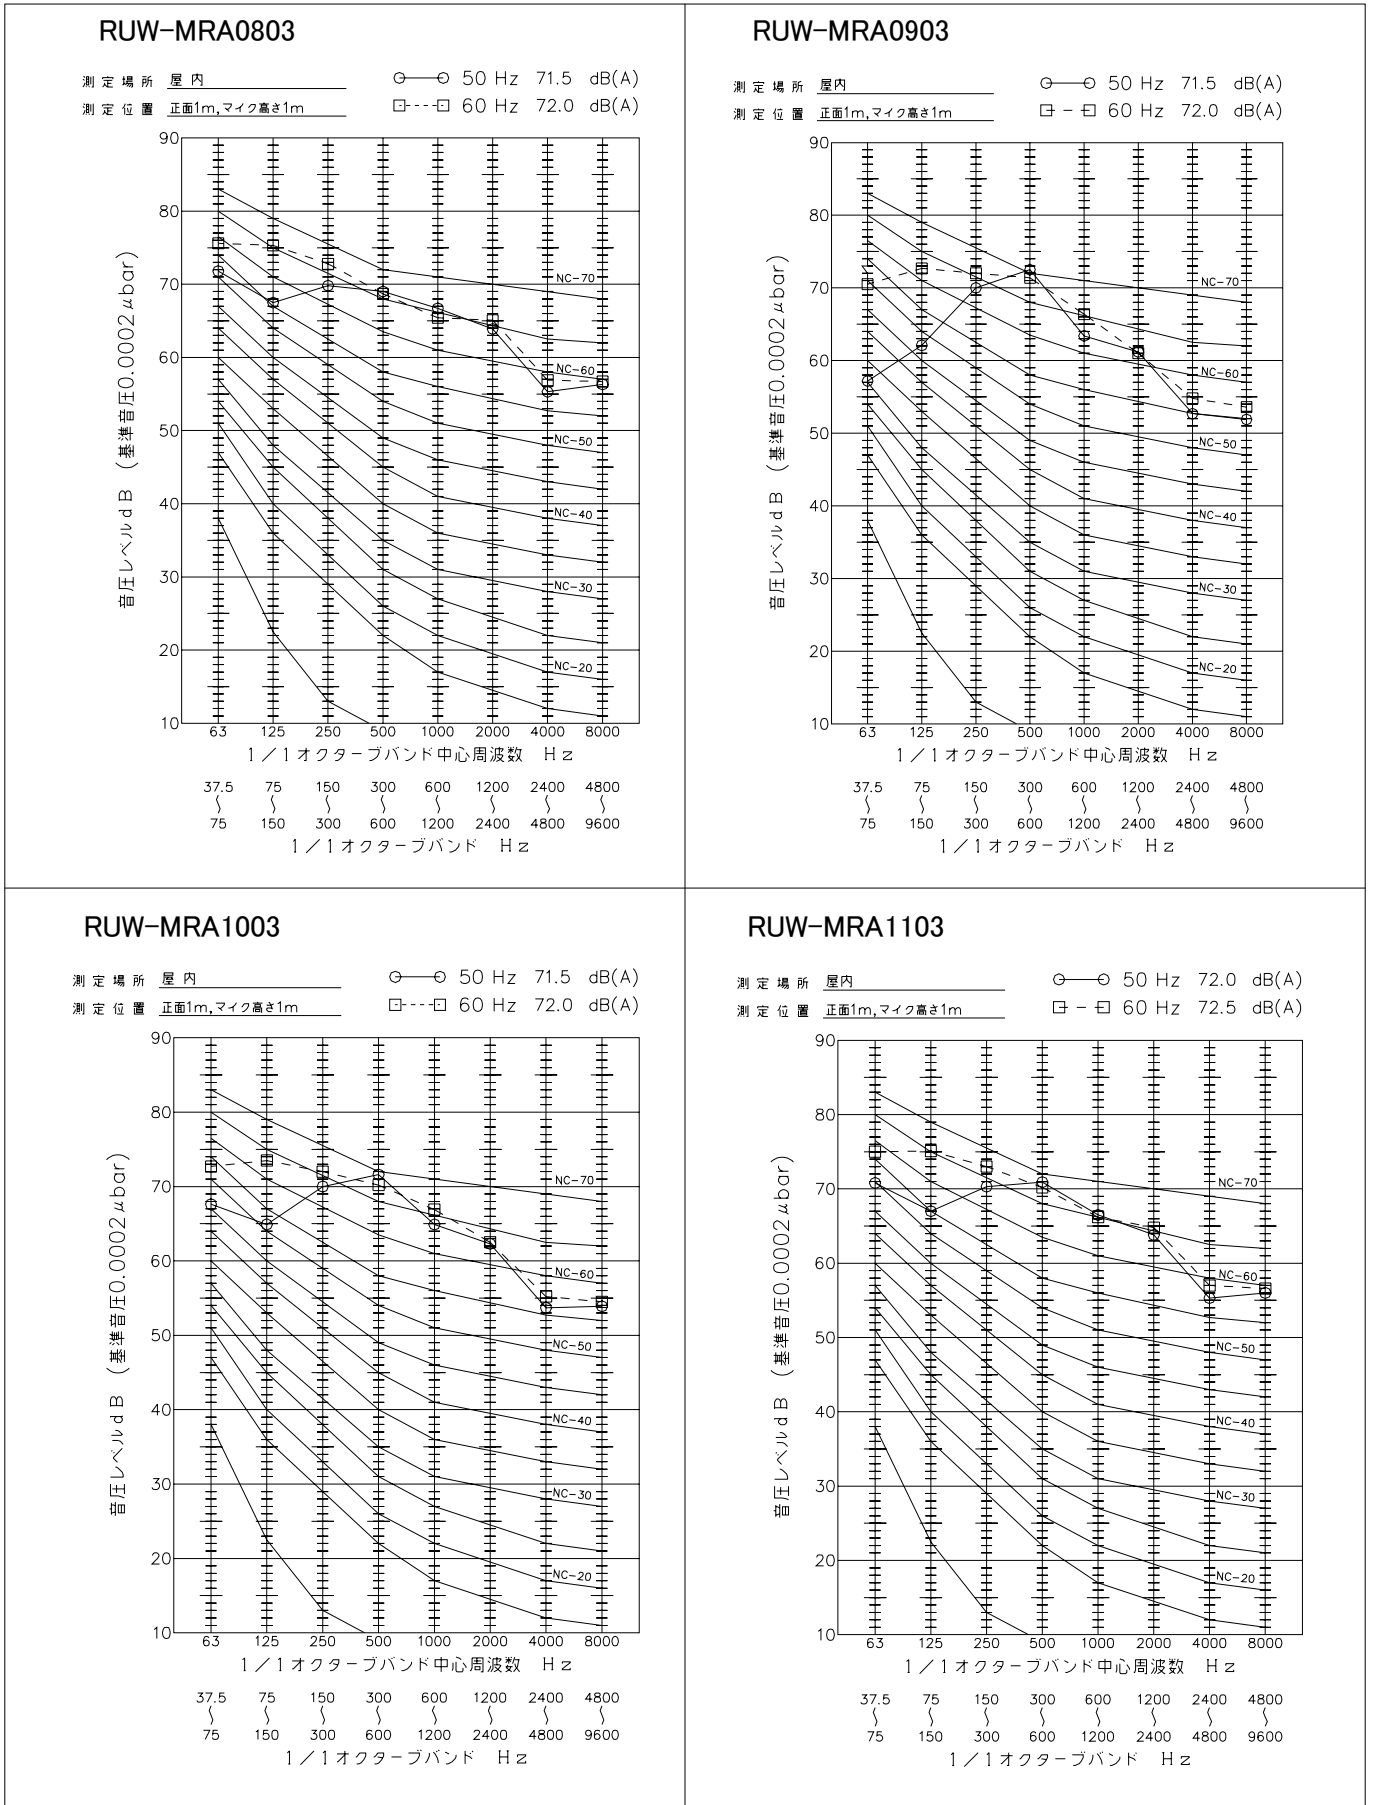 RUW-MRA0803
測定場所 屋内
測定位置 正面1m,マイク高さ1m
50 Hz 71.5 dB(A)
60 Hz 72.0 dB(A)
音圧レベルdB (基準音圧0.0002μbar)
90
80
70
60
50
40
30
20
10
NC-70
NC-60
NC-50
NC-40
NC-30
NC-20
63 125 250 500 1000 2000 4000 8000
1/1オクターブバンド中心周波数 Hz
37.5 75 150 300 600 1200 2400 4800
〜 〜 〜 〜 〜 〜 〜 〜
75 150 300 600 1200 2400 4800 9600
1/1オクターブバンド Hz
RUW-MRA0903
測定場所 屋内
測定位置 正面1m,マイク高さ1m
50 Hz 71.5 dB(A)
60 Hz 72.0 dB(A)
音圧レベルdB (基準音圧0.0002μbar)
90
80
70
60
50
40
30
20
10
NC-70
NC-60
NC-50
NC-40
NC-30
NC-20
63 125 250 500 1000 2000 4000 8000
1/1オクターブバンド中心周波数 Hz
37.5 75 150 300 600 1200 2400 4800
〜 〜 〜 〜 〜 〜 〜 〜
75 150 300 600 1200 2400 4800 9600
1/1オクターブバンド Hz
RUW-MRA1003
測定場所 屋内
測定位置 正面1m,マイク高さ1m
50 Hz 71.5 dB(A)
60 Hz 72.0 dB(A)
音圧レベルdB (基準音圧0.0002μbar)
90
80
70
60
50
40
30
20
10
NC-70
NC-60
NC-50
NC-40
NC-30
NC-20
63 125 250 500 1000 2000 4000 8000
1/1オクターブバンド中心周波数 Hz
37.5 75 150 300 600 1200 2400 4800
〜 〜 〜 〜 〜 〜 〜 〜
75 150 300 600 1200 2400 4800 9600
1/1オクターブバンド Hz
RUW-MRA1103
測定場所 屋内
測定位置 正面1m,マイク高さ1m
50 Hz 72.0 dB(A)
60 Hz 72.5 dB(A)
音圧レベルdB (基準音圧0.0002μbar)
90
80
70
60
50
40
30
20
10
NC-70
NC-60
NC-50
NC-40
NC-30
NC-20
63 125 250 500 1000 2000 4000 8000
1/1オクターブバンド中心周波数 Hz
37.5 75 150 300 600 1200 2400 4800
〜 〜 〜 〜 〜 〜 〜 〜
75 150 300 600 1200 2400 4800 9600
1/1オクターブバンド Hz